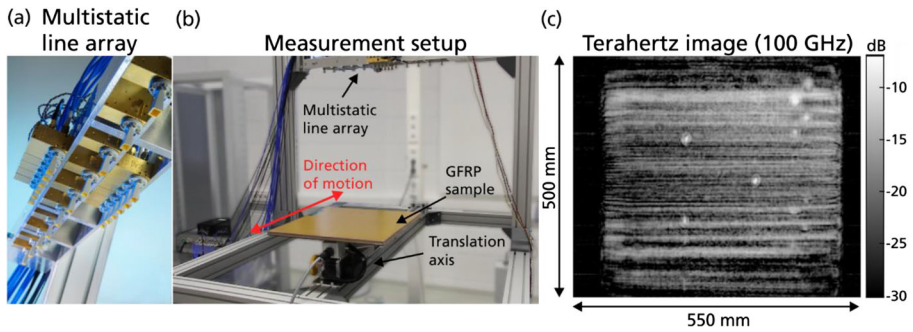 (a) Multistatic
line array
(b)
Measurement setup
Multistatic
line array
Direction
of motion
GFRP
sample
Translation
axis
(c)
Terahertz image (100 GHz)
dB
-10
-15
-20
-25
-30
500 mm
550 mm